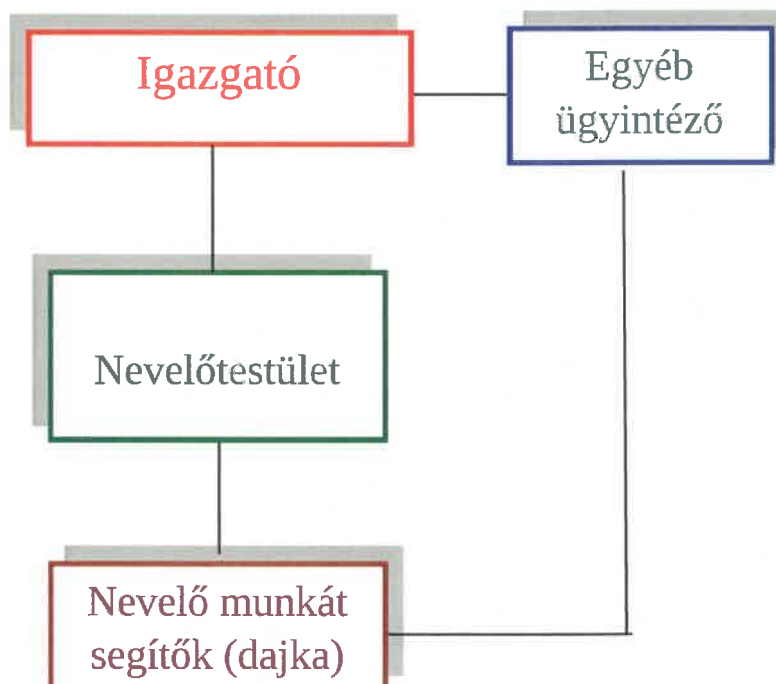 Igazgató
Egyéb
ügyintéző
Nevelőtestület
Nevelő munkát
segítők (dajka)